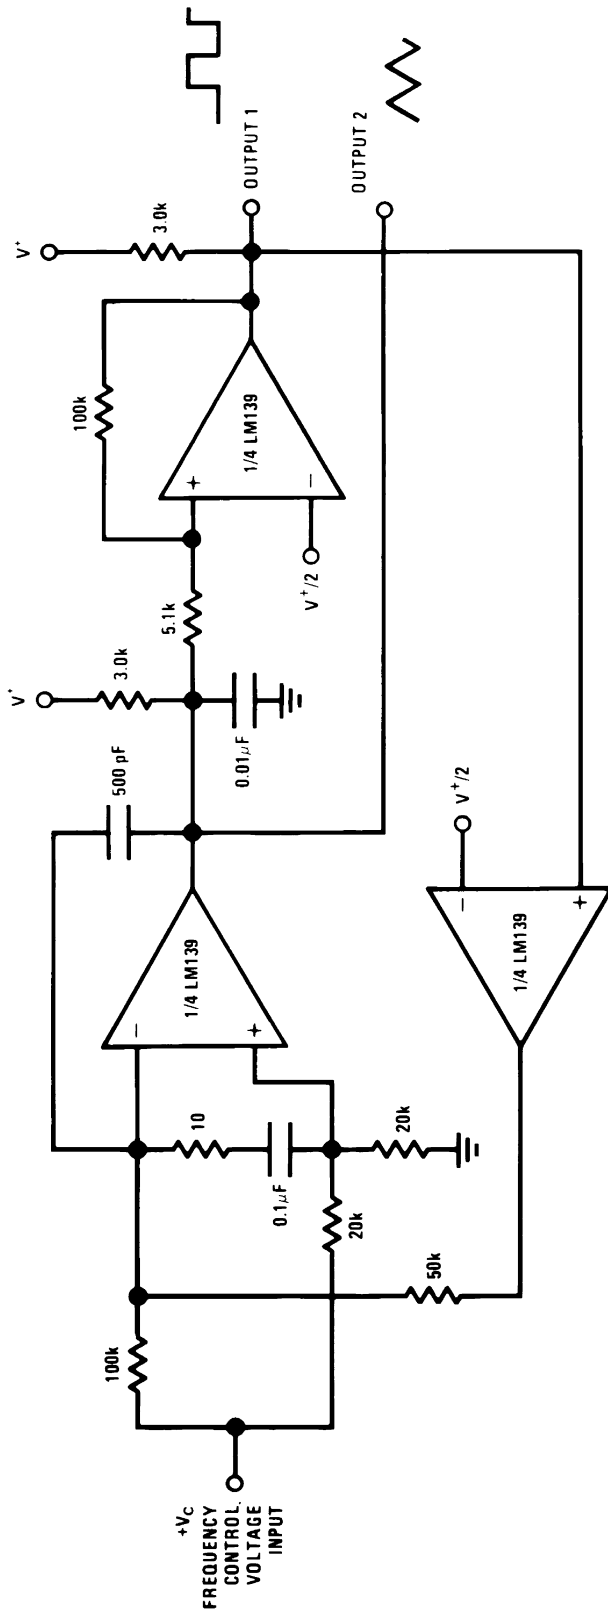 +VC
FREQUENCY
CONTROL
VOLTAGE
INPUT
100k
20k
50k
10
0.1μF
20k
−
+
1/4 LM139
500 pF
V+
3.0k
0.01μF
5.1k
100k
+
−
1/4 LM139
V+/2
V+
3.0k
OUTPUT 1
OUTPUT 2
V+/2
−
+
1/4 LM139